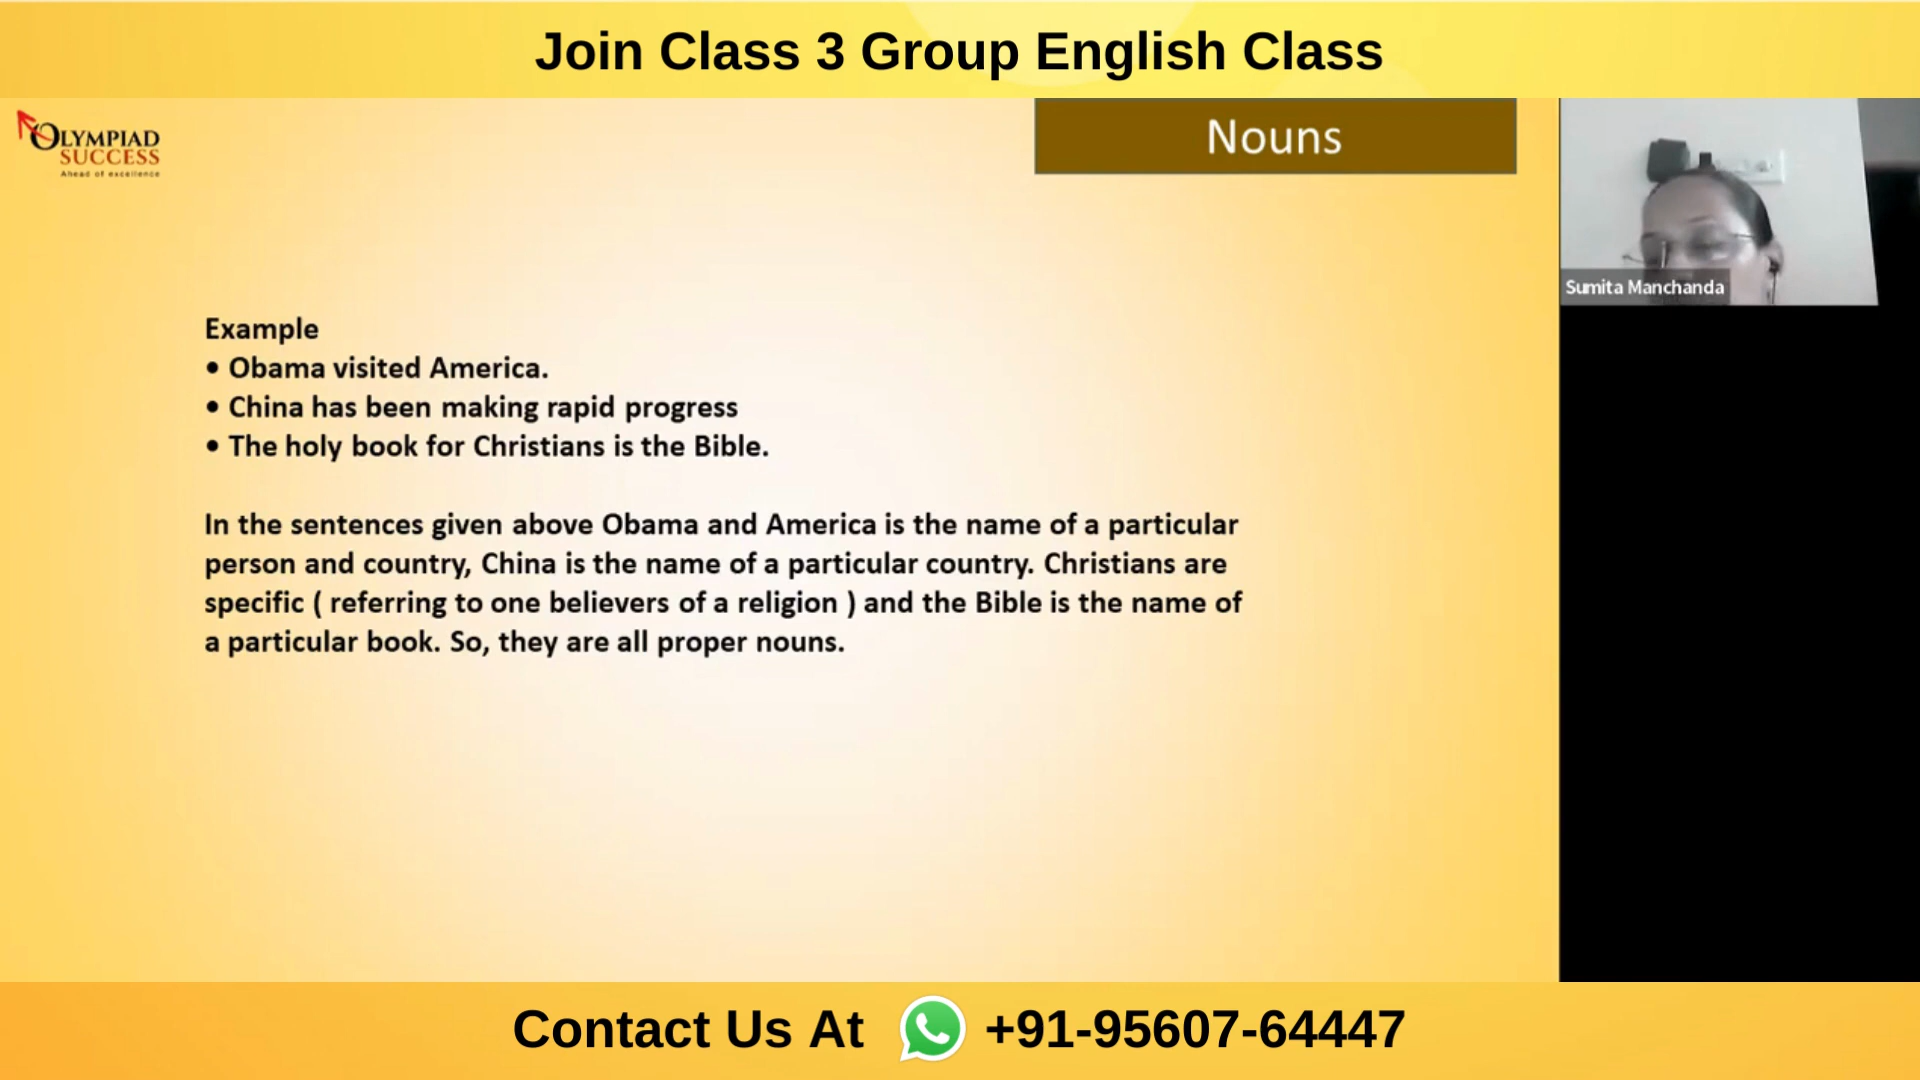 Join Class 3 Group English Class
OLYMPIAD
SUCCESS
Ahead of excellence
Nouns
Sumita Manchanda
Example
• Obama visited America.
• China has been making rapid progress
• The holy book for Christians is the Bible.
In the sentences given above Obama and America is the name of a particular
person and country, China is the name of a particular country. Christians are
specific ( referring to one believers of a religion ) and the Bible is the name of
a particular book. So, they are all proper nouns.
Contact Us At +91-95607-64447